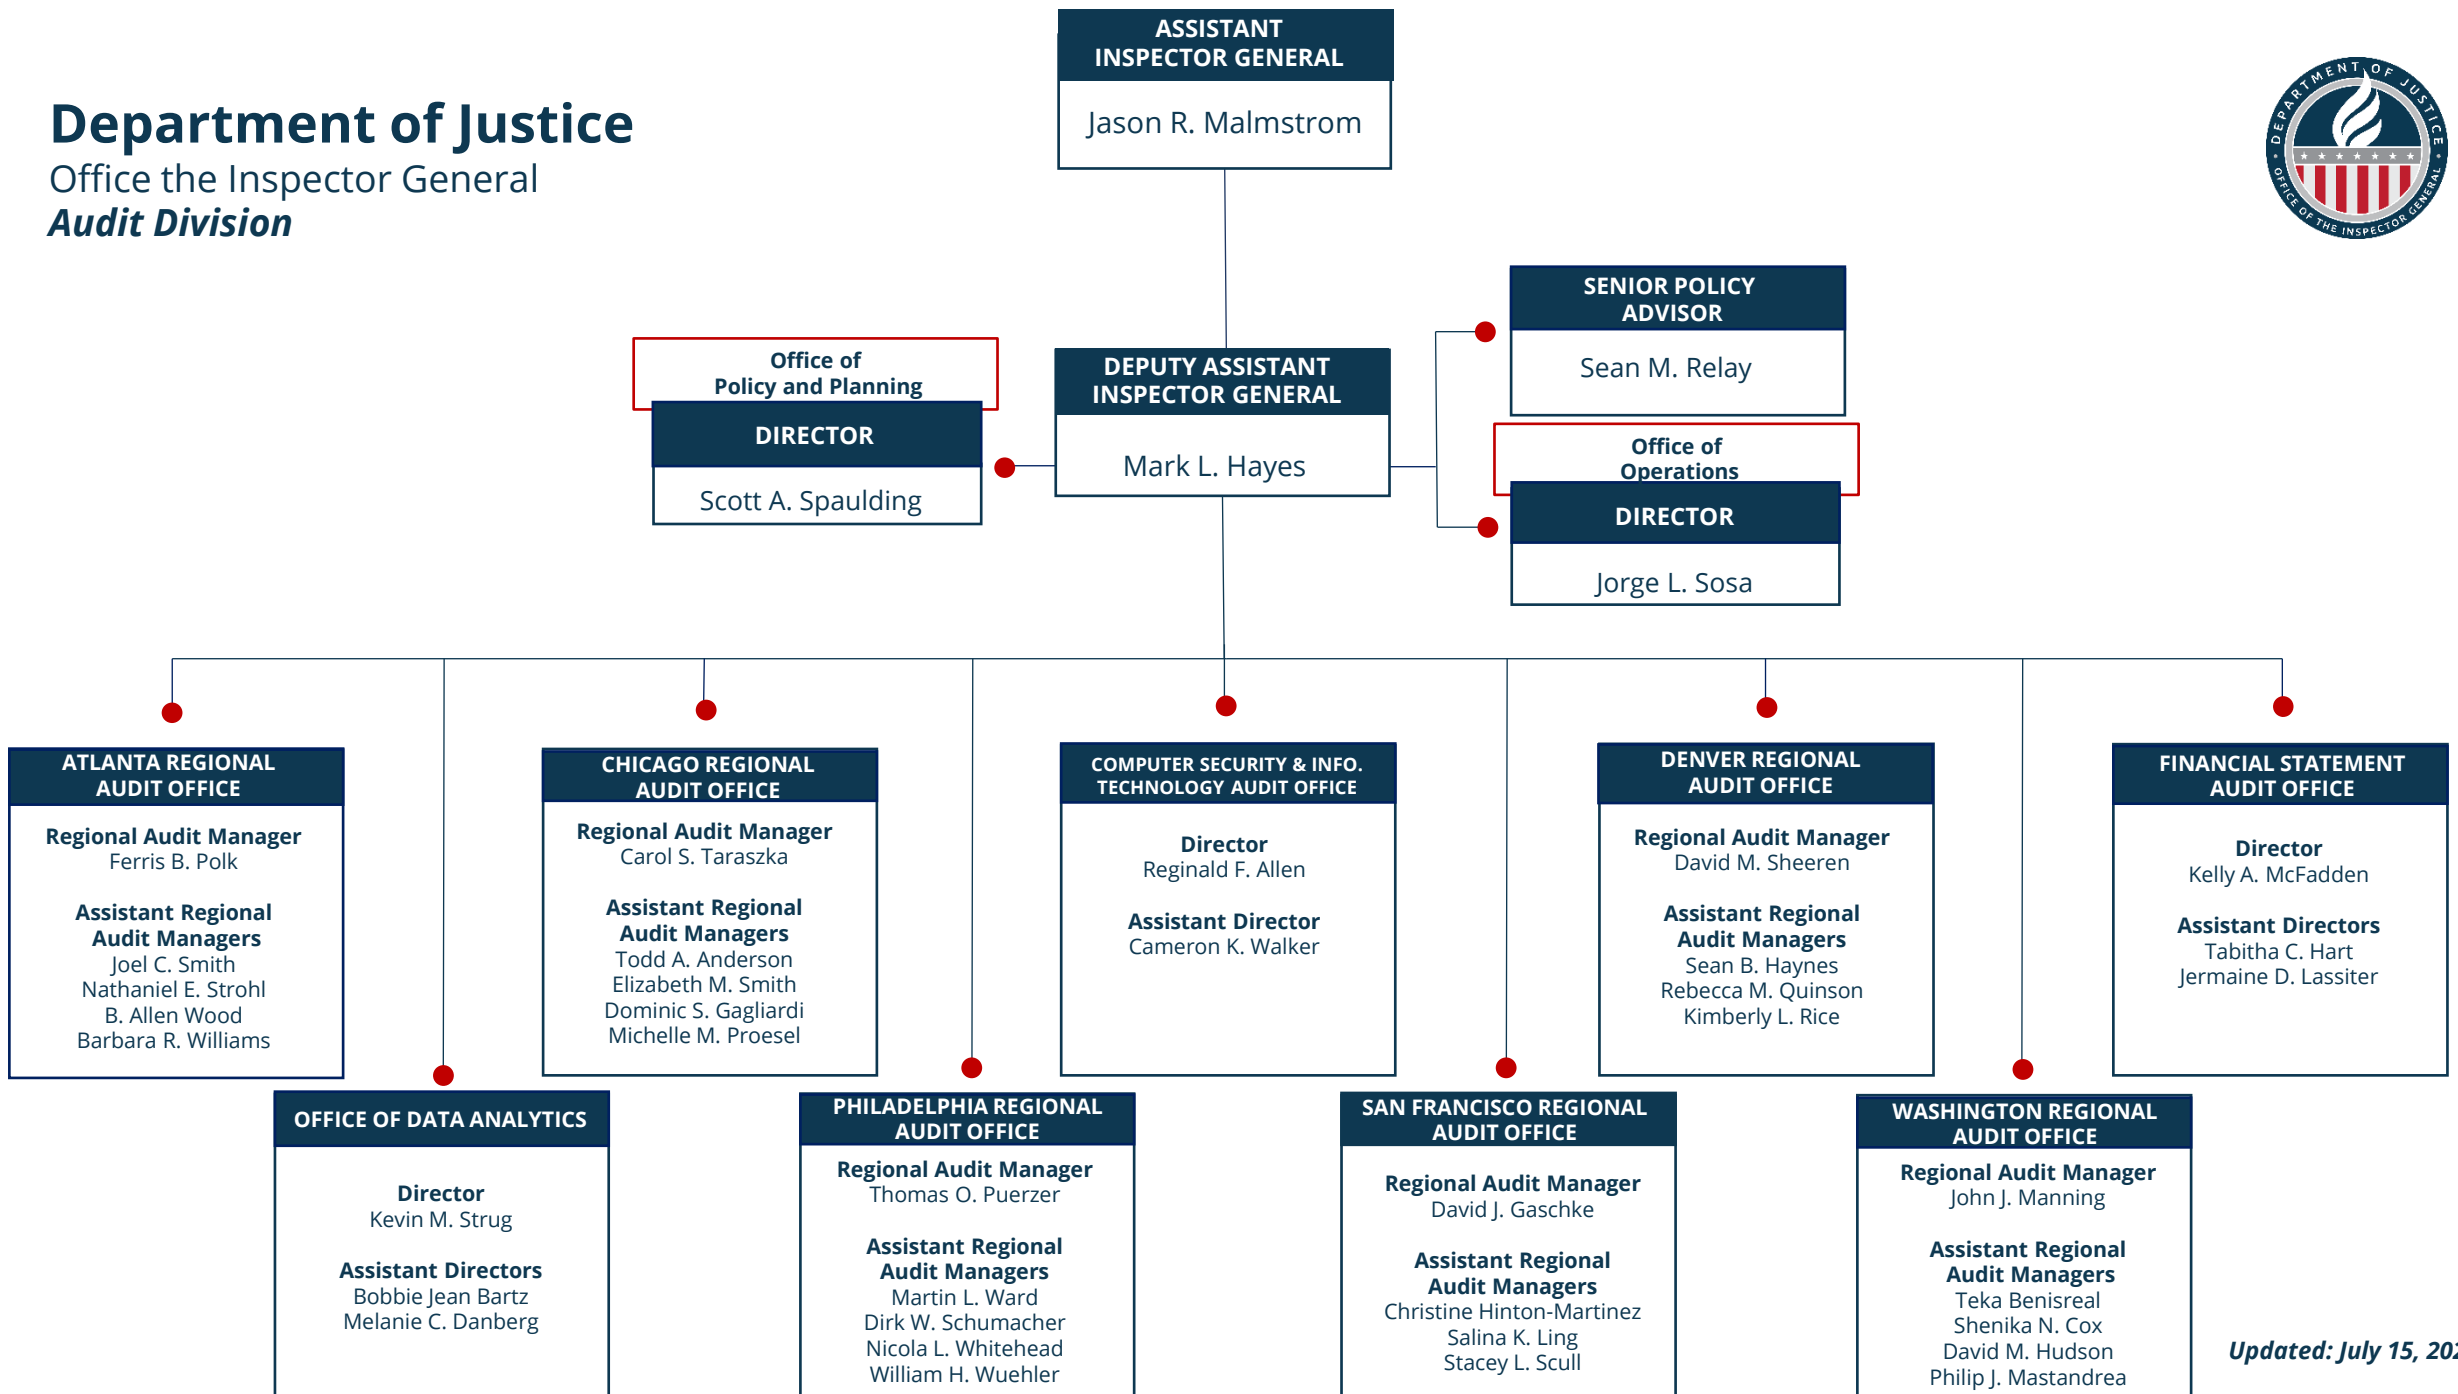 Department of Justice
Office the Inspector General
Audit Division
ASSISTANT
INSPECTOR GENERAL
Jason R. Malmstrom
DEPARTMENT OF JUSTICE
OFFICE OF THE INSPECTOR GENERAL
Office of
Policy and Planning
DIRECTOR
Scott A. Spaulding
DEPUTY ASSISTANT
INSPECTOR GENERAL
Mark L. Hayes
SENIOR POLICY
ADVISOR
Sean M. Relay
Office of
Operations
DIRECTOR
Jorge L. Sosa
ATLANTA REGIONAL
AUDIT OFFICE
Regional Audit Manager
Ferris B. Polk
Assistant Regional
Audit Managers
Joel C. Smith
Nathaniel E. Strohl
B. Allen Wood
Barbara R. Williams
CHICAGO REGIONAL
AUDIT OFFICE
Regional Audit Manager
Carol S. Taraszka
Assistant Regional
Audit Managers
Todd A. Anderson
Elizabeth M. Smith
Dominic S. Gagliardi
Michelle M. Proesel
COMPUTER SECURITY & INFO.
TECHNOLOGY AUDIT OFFICE
Director
Reginald F. Allen
Assistant Director
Cameron K. Walker
DENVER REGIONAL
AUDIT OFFICE
Regional Audit Manager
David M. Sheeren
Assistant Regional
Audit Managers
Sean B. Haynes
Rebecca M. Quinson
Kimberly L. Rice
FINANCIAL STATEMENT
AUDIT OFFICE
Director
Kelly A. McFadden
Assistant Directors
Tabitha C. Hart
Jermaine D. Lassiter
OFFICE OF DATA ANALYTICS
Director
Kevin M. Strug
Assistant Directors
Bobbie Jean Bartz
Melanie C. Danberg
PHILADELPHIA REGIONAL
AUDIT OFFICE
Regional Audit Manager
Thomas O. Puerzer
Assistant Regional
Audit Managers
Martin L. Ward
Dirk W. Schumacher
Nicola L. Whitehead
William H. Wuehler
SAN FRANCISCO REGIONAL
AUDIT OFFICE
Regional Audit Manager
David J. Gaschke
Assistant Regional
Audit Managers
Christine Hinton-Martinez
Salina K. Ling
Stacey L. Scull
WASHINGTON REGIONAL
AUDIT OFFICE
Regional Audit Manager
John J. Manning
Assistant Regional
Audit Managers
Teka Benisreal
Shenika N. Cox
David M. Hudson
Philip J. Mastandrea
Updated: July 15,